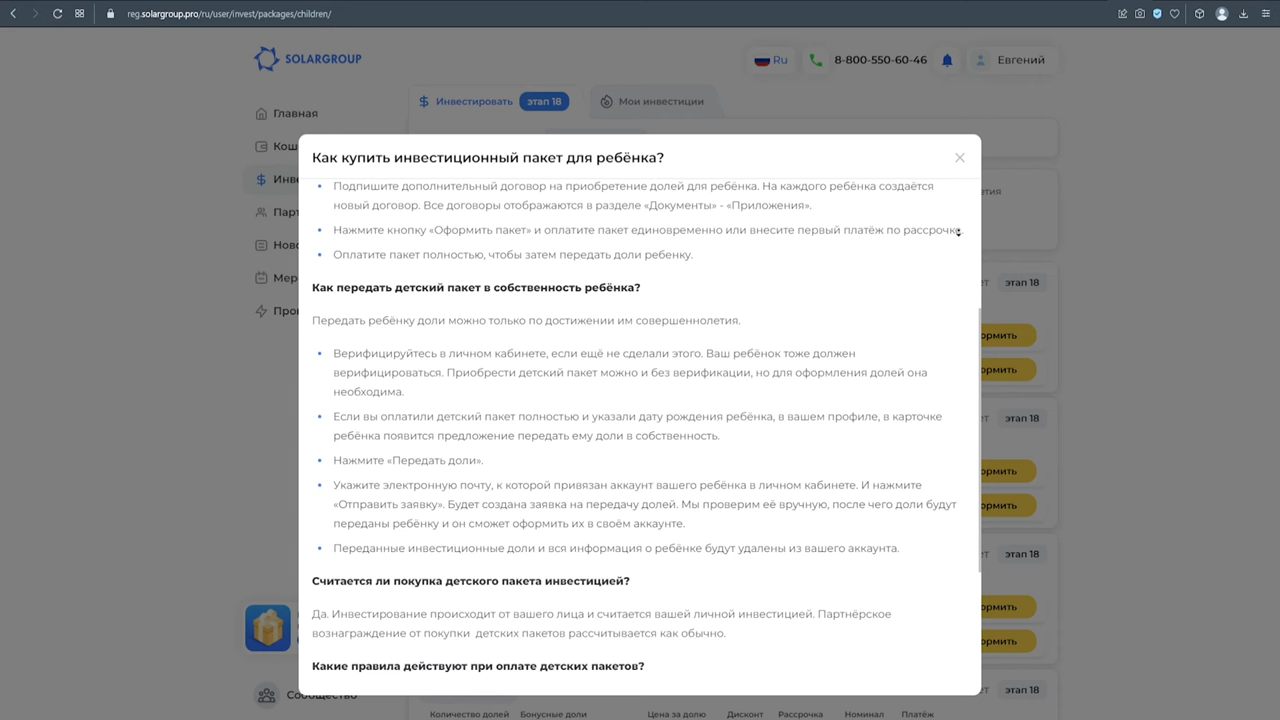 reg.solargroup.pro/ru/user/invest/packages/children/
SOLARGROUP
Ru
8-800-550-60-46
Евгений
Главная
Инвестировать
этап 18
Мои инвестиции
Как купить инвестиционный пакет для ребёнка?
Подпишите дополнительный договор на приобретение долей для ребёнка. На каждого ребёнка создаётся
новый договор. Все договоры отображаются в разделе «Документы» - «Приложения».
Нажмите кнопку «Оформить пакет» и оплатите пакет единовременно или внесите первый платёж по рассрочке.
Оплатите пакет полностью, чтобы затем передать доли ребенку.
Как передать детский пакет в собственность ребёнка?
Передать ребёнку доли можно только по достижении им совершеннолетия.
Верифицируйтесь в личном кабинете, если ещё не сделали этого. Ваш ребёнок тоже должен
верифицироваться. Приобрести детский пакет можно и без верификации, но для оформления долей она
необходима.
Если вы оплатили детский пакет полностью и указали дату рождения ребёнка, в вашем профиле, в карточке
ребёнка появится предложение передать ему доли в собственность.
Нажмите «Передать доли».
Укажите электронную почту, к которой привязан аккаунт вашего ребёнка в личном кабинете. И нажмите
«Отправить заявку». Будет создана заявка на передачу долей. Мы проверим её вручную, после чего доли будут
переданы ребёнку и он сможет оформить их в своём аккаунте.
Переданные инвестиционные доли и вся информация о ребёнке будут удалены из вашего аккаунта.
Считается ли покупка детского пакета инвестицией?
Да. Инвестирование происходит от вашего лица и считается вашей личной инвестицией. Партнёрское
вознаграждение от покупки детских пакетов рассчитывается как обычно.
Какие правила действуют при оплате детских пакетов?
этап 18
этап 18
этап 18
этап 18
Сообщество
Количество долей Бонусные доли Цена за долю Дисконт Рассрочка Номинал Платёж